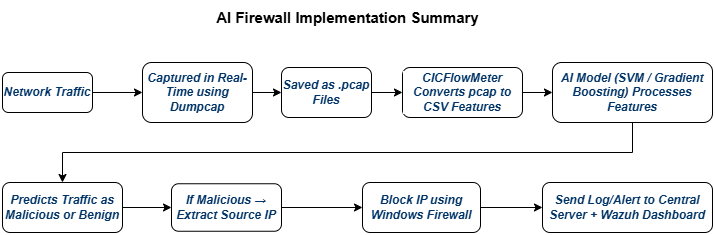 AI Firewall Implementation Summary
Network Traffic
Captured in Real-
Time using
Dumpcap
Saved as .pcap
Files
CICFlowMeter
Converts pcap to
CSV Features
AI Model (SVM / Gradient
Boosting) Processes
Features
Predicts Traffic as
Malicious or Benign
If Malicious →
Extract Source IP
Block IP using
Windows Firewall
Send Log/Alert to Central
Server + Wazuh Dashboard